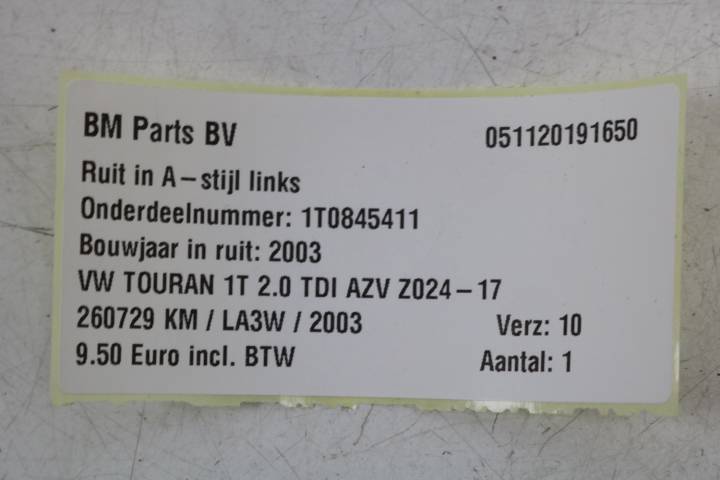 BM Parts BV 051120191650
Ruit in A-stijl links
Onderdeelnummer: 1T0845411
Bouwjaar in ruit: 2003
VW TOURAN 1T 2.0 TDI AZV Z024-17
260729 KM / LA3W / 2003 Verz: 10
9.50 Euro incl. BTW Aantal: 1